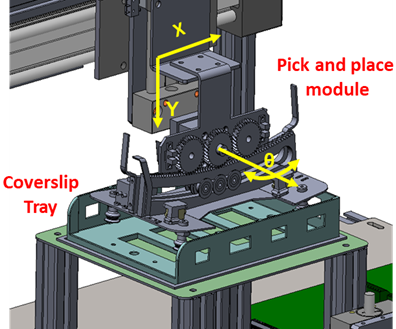 X
Pick and place
module
Y
θ
Coverslip
Tray